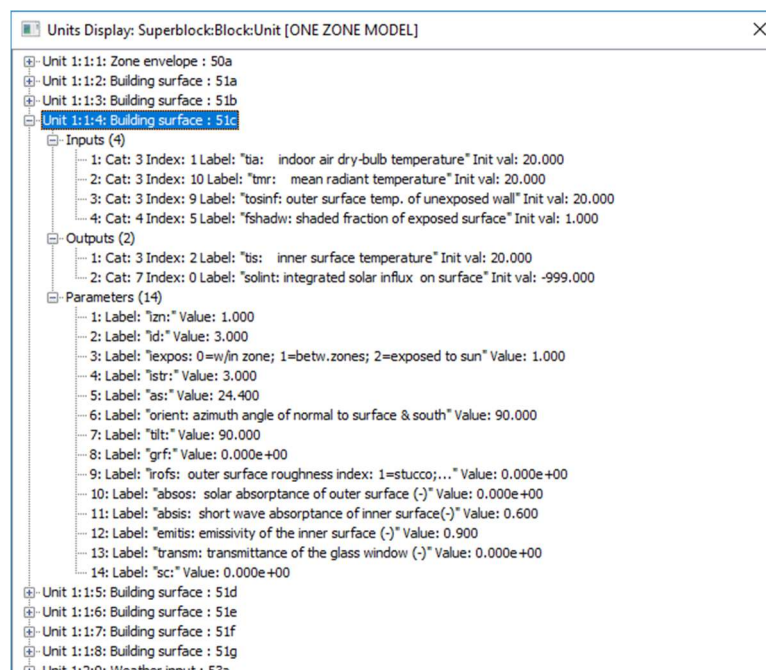 Units Display: Superblock:Block:Unit [ONE ZONE MODEL]
Unit 1:1:1: Zone envelope : 50a
Unit 1:1:2: Building surface : 51a
Unit 1:1:3: Building surface : 51b
Unit 1:1:4: Building surface : 51c
Inputs (4)
1: Cat: 3 Index: 1 Label: "tia: indoor air dry-bulb temperature" Init val: 20.000
2: Cat: 3 Index: 10 Label: "tmr: mean radiant temperature" Init val: 20.000
3: Cat: 3 Index: 9 Label: "tosinf: outer surface temp. of unexposed wall" Init val: 20.000
4: Cat: 4 Index: 5 Label: "fshadw: shaded fraction of exposed surface" Init val: 1.000
Outputs (2)
1: Cat: 3 Index: 2 Label: "tis: inner surface temperature" Init val: 20.000
2: Cat: 7 Index: 0 Label: "solint: integrated solar influx on surface" Init val: -999.000
Parameters (14)
1: Label: "izn:" Value: 1.000
2: Label: "id:" Value: 3.000
3: Label: "iexpos: 0=w/in zone; 1=betw.zones; 2=exposed to sun" Value: 1.000
4: Label: "istr:" Value: 3.000
5: Label: "as:" Value: 24.400
6: Label: "orient: azimuth angle of normal to surface & south" Value: 90.000
7: Label: "tilt:" Value: 90.000
8: Label: "grf:" Value: 0.000e+00
9: Label: "irofs: outer surface roughness index: 1=stucco;..." Value: 0.000e+00
10: Label: "absos: solar absorptance of outer surface (-)" Value: 0.000e+00
11: Label: "absis: short wave absorptance of inner surface(-)" Value: 0.600
12: Label: "emitis: emissivity of the inner surface (-)" Value: 0.900
13: Label: "transm: transmittance of the glass window (-)" Value: 0.000e+00
14: Label: "sc:" Value: 0.000e+00
Unit 1:1:5: Building surface : 51d
Unit 1:1:6: Building surface : 51e
Unit 1:1:7: Building surface : 51f
Unit 1:1:8: Building surface : 51g
Unit 1:2:9: Weather input : 53a